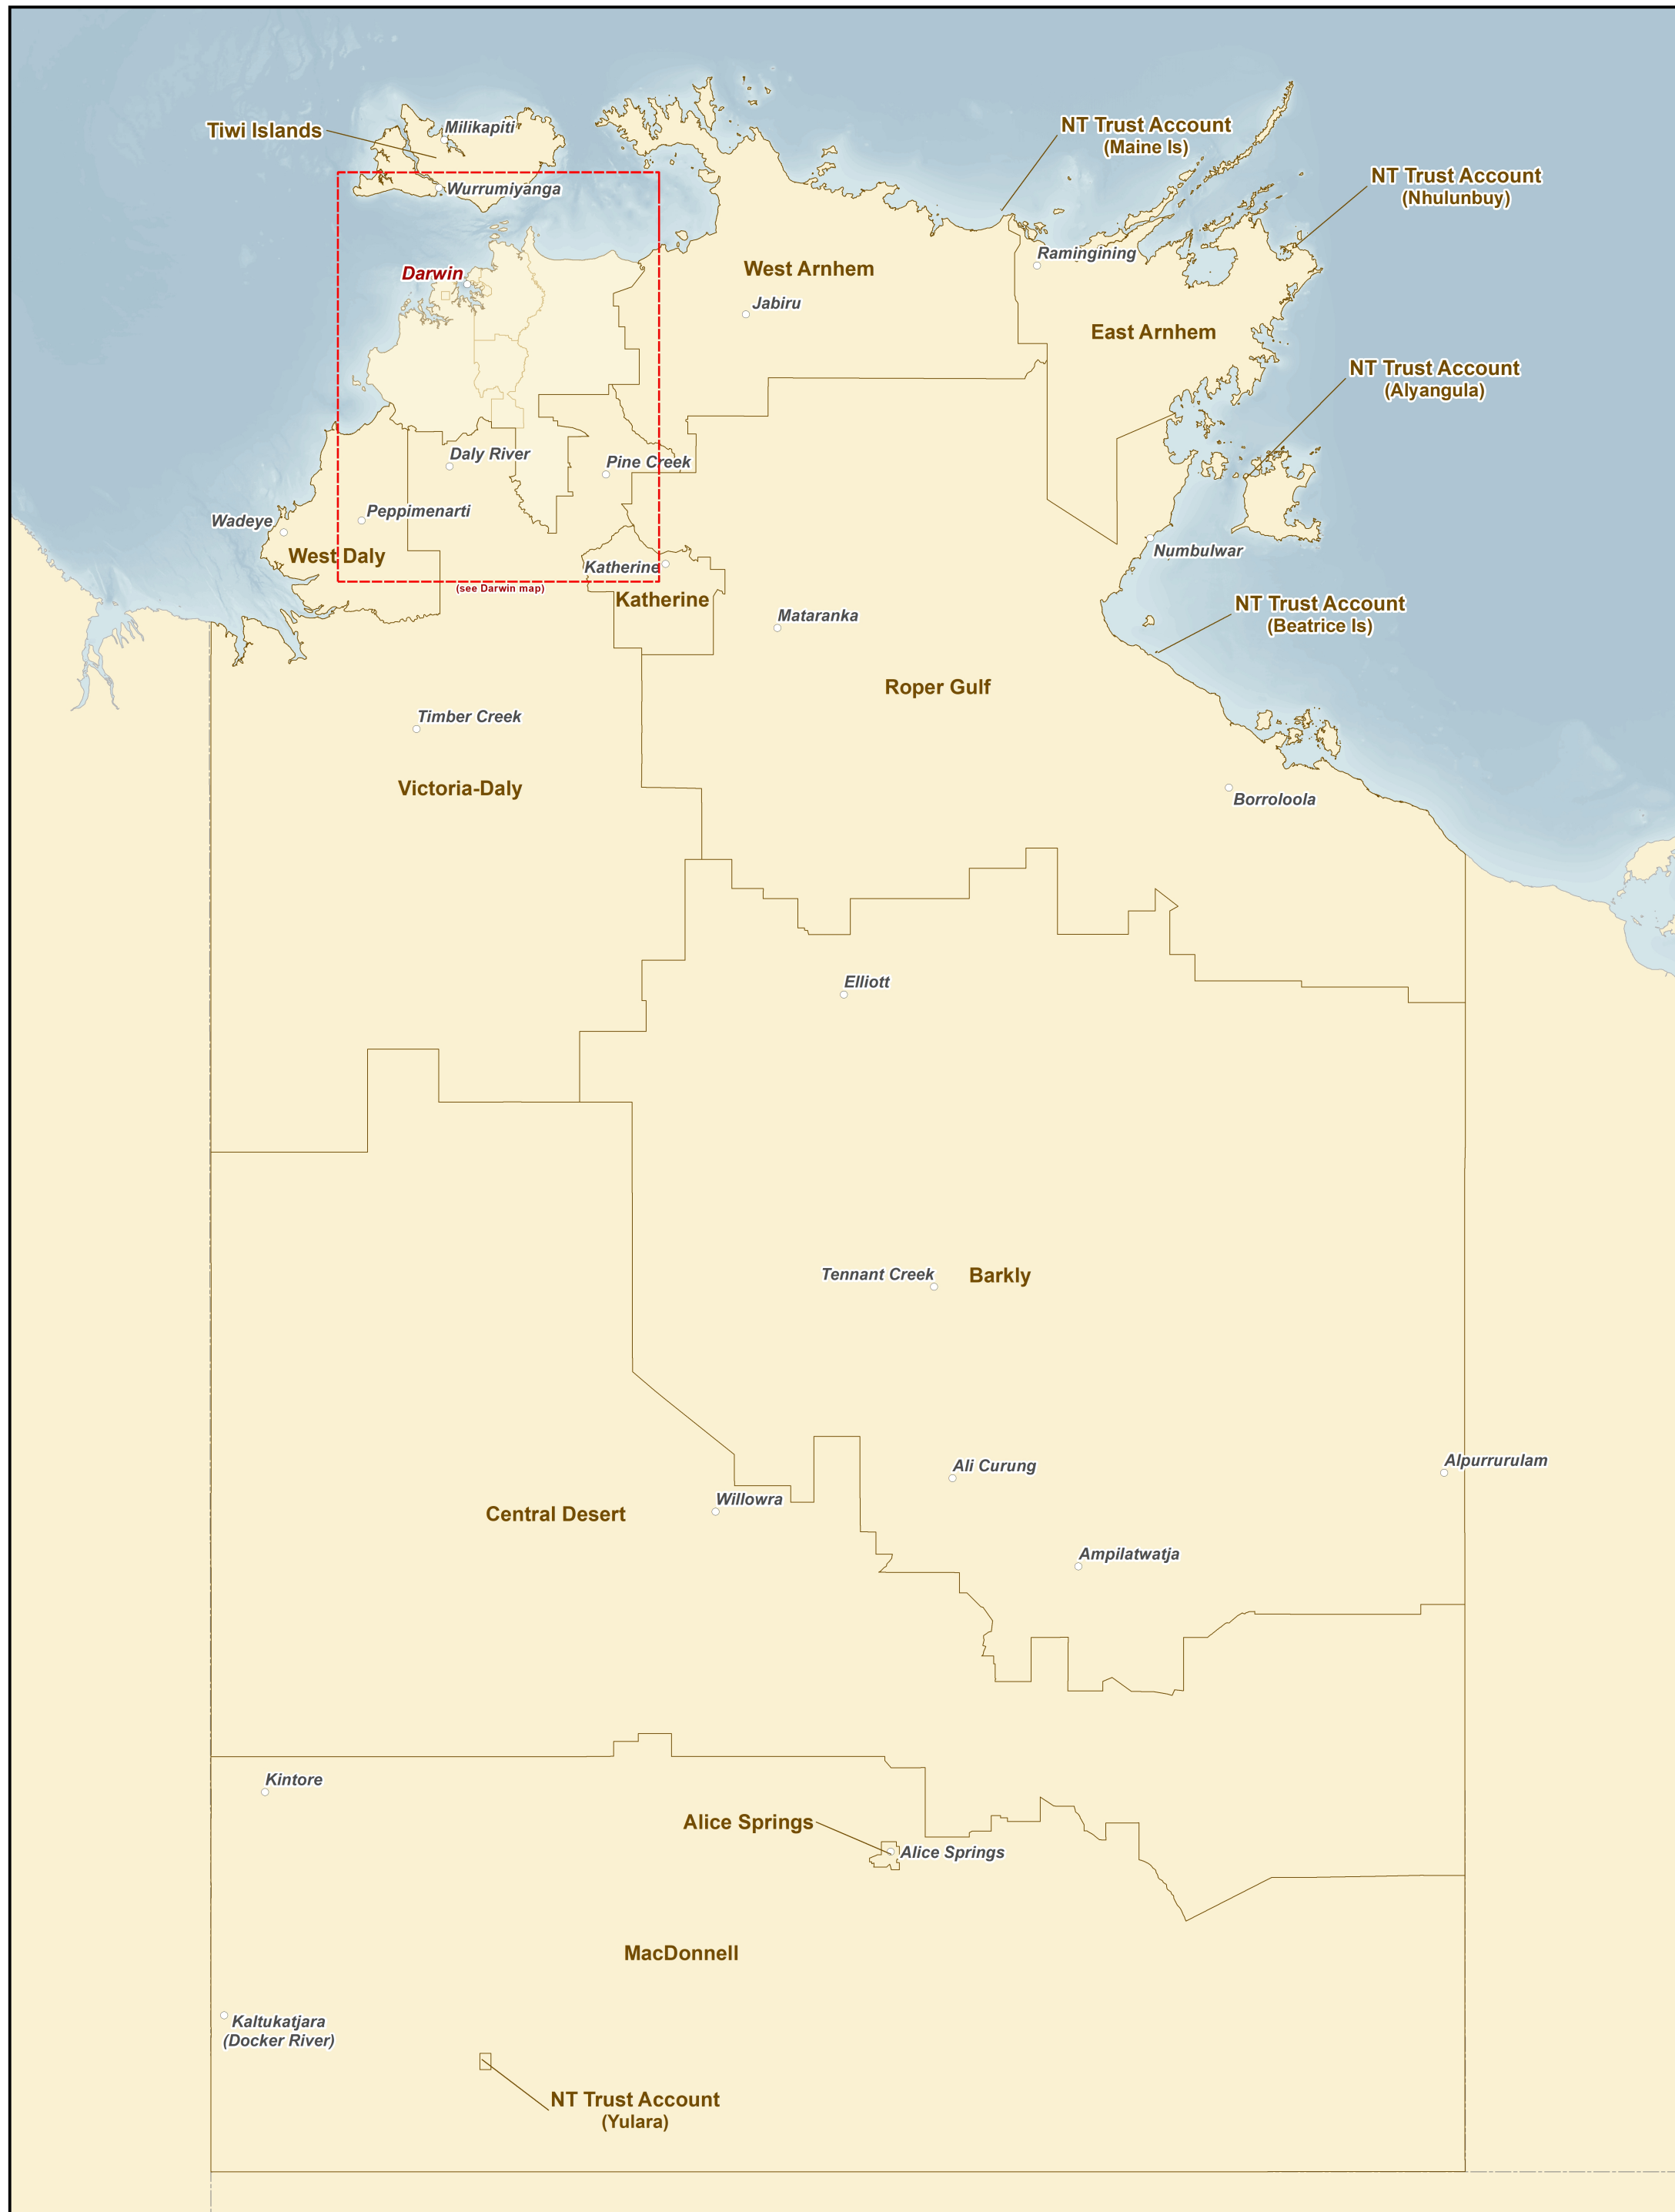 Milikapiti
Tiwi Islands
NT Trust Account
(Maine Is)
NT Trust Account
(Nhulunbuy)
Wurrumiyanga
Ramingining
West Arnhem
Darwin
Jabiru
East Arnhem
NT Trust Account
(Alyangula)
Daly River
Pine Creek
Peppimenarti
Wadeye
West Daly
Numbulwar
Katherine
(see Darwin map)
Katherine
NT Trust Account
(Beatrice Is)
Mataranka
Roper Gulf
Timber Creek
Victoria-Daly
Borroloola
Elliott
Tennant Creek
Barkly
Alpurrurulam
Ali Curung
Willowra
Central Desert
Ampilatwatja
Kintore
Alice Springs
Alice Springs
MacDonnell
Kaltukatjara
(Docker River)
NT Trust Account
(Yulara)